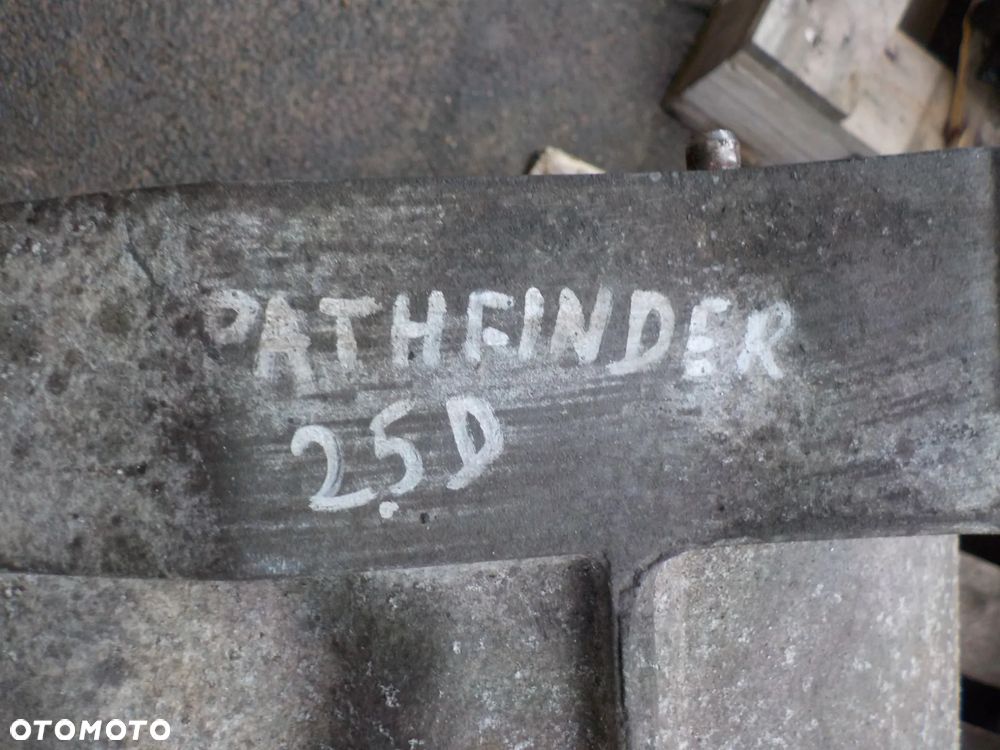 PATHFINDER
2.5D
OTOMOTO